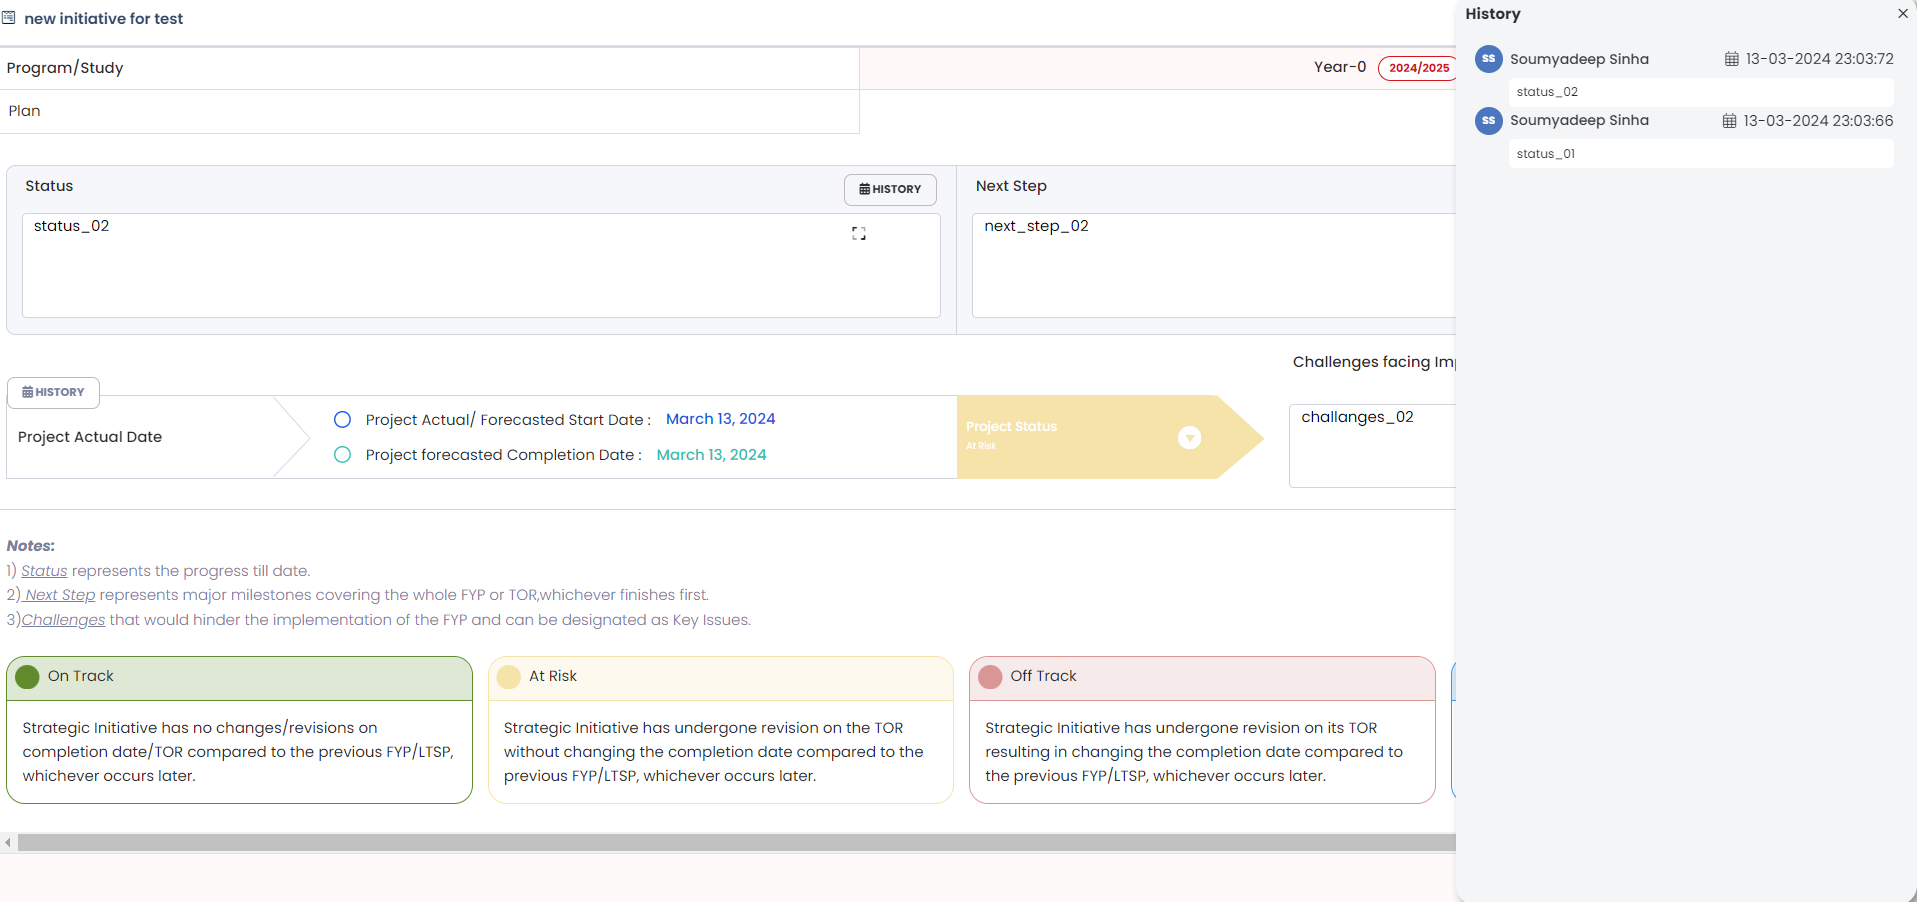 new initiative for test
Program/Study
Year-0 2024/2025
Plan
Status
HISTORY
status_02
Next Step
next_step_02
Challenges facing Im
HISTORY
Project Actual Date
Project Actual/ Forecasted Start Date : March 13, 2024
Project forecasted Completion Date : March 13, 2024
Project Status
At Risk
challanges_02
Notes:
1) Status represents the progress till date.
2) Next Step represents major milestones covering the whole FYP or TOR,whichever finishes first.
3)Challenges that would hinder the implementation of the FYP and can be designated as Key Issues.
On Track
Strategic Initiative has no changes/revisions on
completion date/TOR compared to the previous FYP/LTSP,
whichever occurs later.
At Risk
Strategic Initiative has undergone revision on the TOR
without changing the completion date compared to the
previous FYP/LTSP, whichever occurs later.
Off Track
Strategic Initiative has undergone revision on its TOR
resulting in changing the completion date compared to
the previous FYP/LTSP, whichever occurs later.
History
SS Soumyadeep Sinha 13-03-2024 23:03:72
status_02
SS Soumyadeep Sinha 13-03-2024 23:03:66
status_01